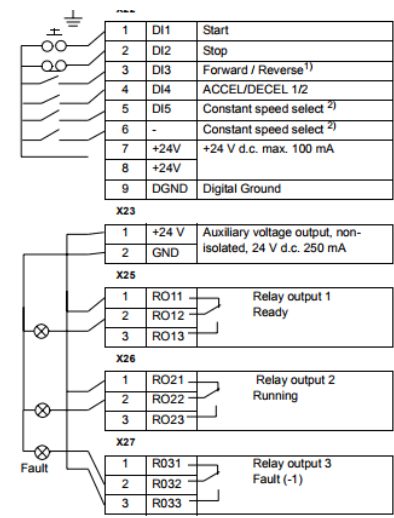 1 DI1 Start
2 DI2 Stop
3 DI3 Forward / Reverse1)
4 DI4 ACCEL/DECEL 1/2
5 DI5 Constant speed select 2)
6 - Constant speed select 2)
7 +24V +24 V d.c. max. 100 mA
8 +24V
9 DGND Digital Ground
X23
1 +24 V Auxiliary voltage output, non-
2 GND isolated, 24 V d.c. 250 mA
X25
1 RO11 Relay output 1
2 RO12 Ready
3 RO13
X26
1 RO21 Relay output 2
2 RO22 Running
3 RO23
X27
Fault
1 R031 Relay output 3
2 R032 Fault (-1)
3 R033